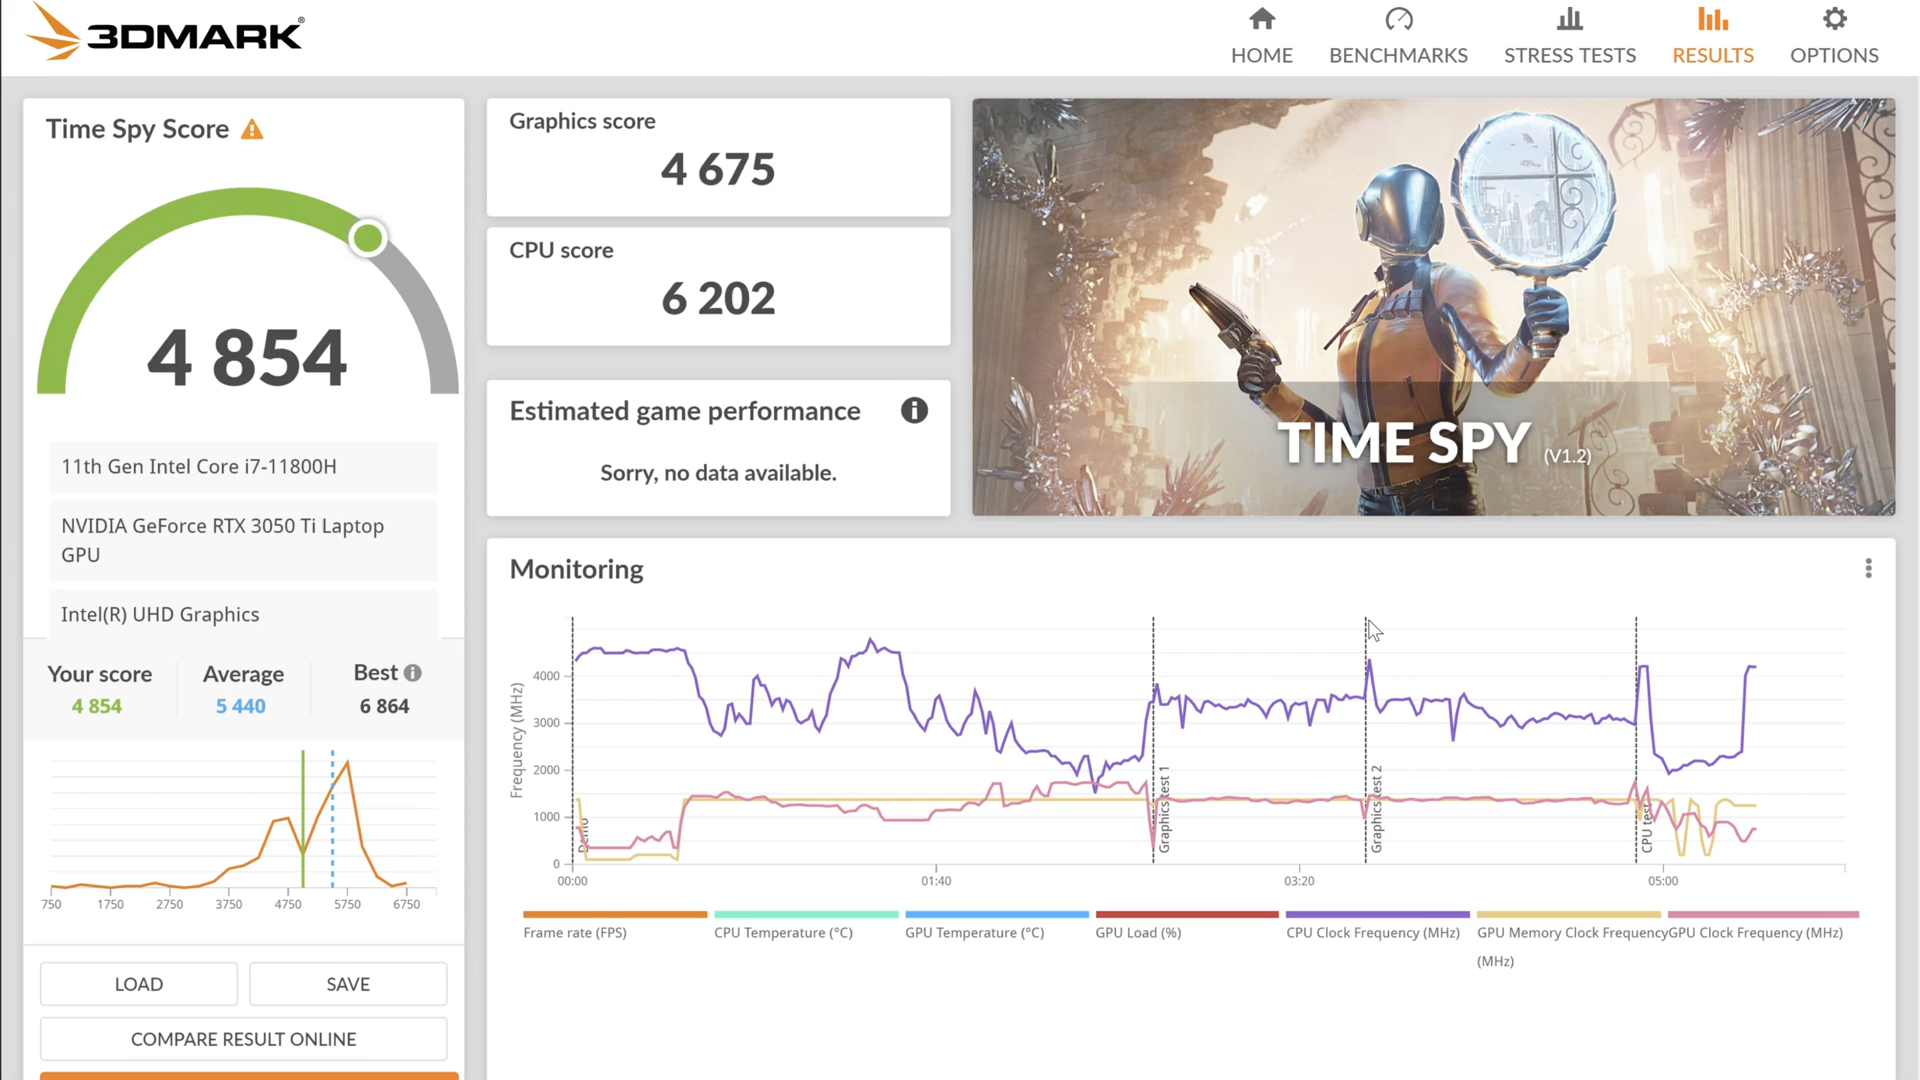 3DMARK®
HOME
BENCHMARKS
STRESS TESTS
RESULTS
OPTIONS
Time Spy Score
4 854
11th Gen Intel Core i7-11800H
NVIDIA GeForce RTX 3050 Ti Laptop
GPU
Intel(R) UHD Graphics
Your score
4 854
Average
5 440
Best
6 864
750 1750 2750 3750 4750 5750 6750
LOAD
SAVE
COMPARE RESULT ONLINE
Graphics score
4 675
CPU score
6 202
Estimated game performance
Sorry, no data available.
TIME SPY (V1.2)
Monitoring
Frequency (MHz)
4000
3000
2000
1000
0
Demo
Graphics test 1
Graphics test 2
CPU test
00:00 01:40 03:20 05:00
Frame rate (FPS)
CPU Temperature (°C)
GPU Temperature (°C)
GPU Load (%)
CPU Clock Frequency (MHz)
GPU Memory Clock Frequency
(MHz)
GPU Clock Frequency (MHz)